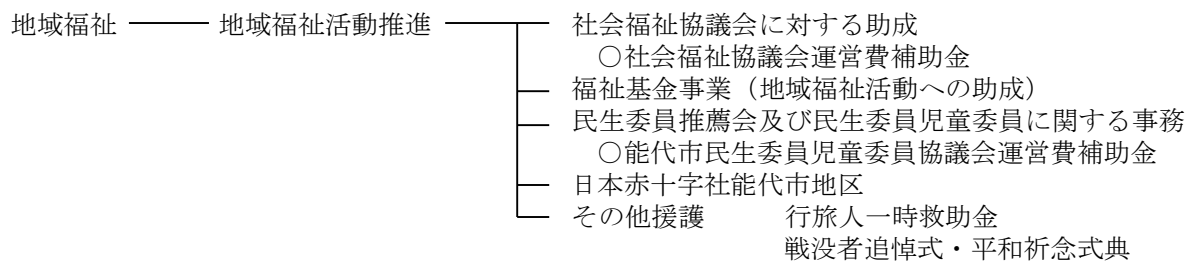 地域福祉 地域福祉活動推進 社会福祉協議会に対する助成
○社会福祉協議会運営費補助金
福祉基金事業（地域福祉活動への助成）
民生委員推薦会及び民生委員児童委員に関する事務
○能代市民生委員児童委員協議会運営費補助金
日本赤十字社能代市地区
その他援護 行旅人一時救助金
戦没者追悼式・平和祈念式典